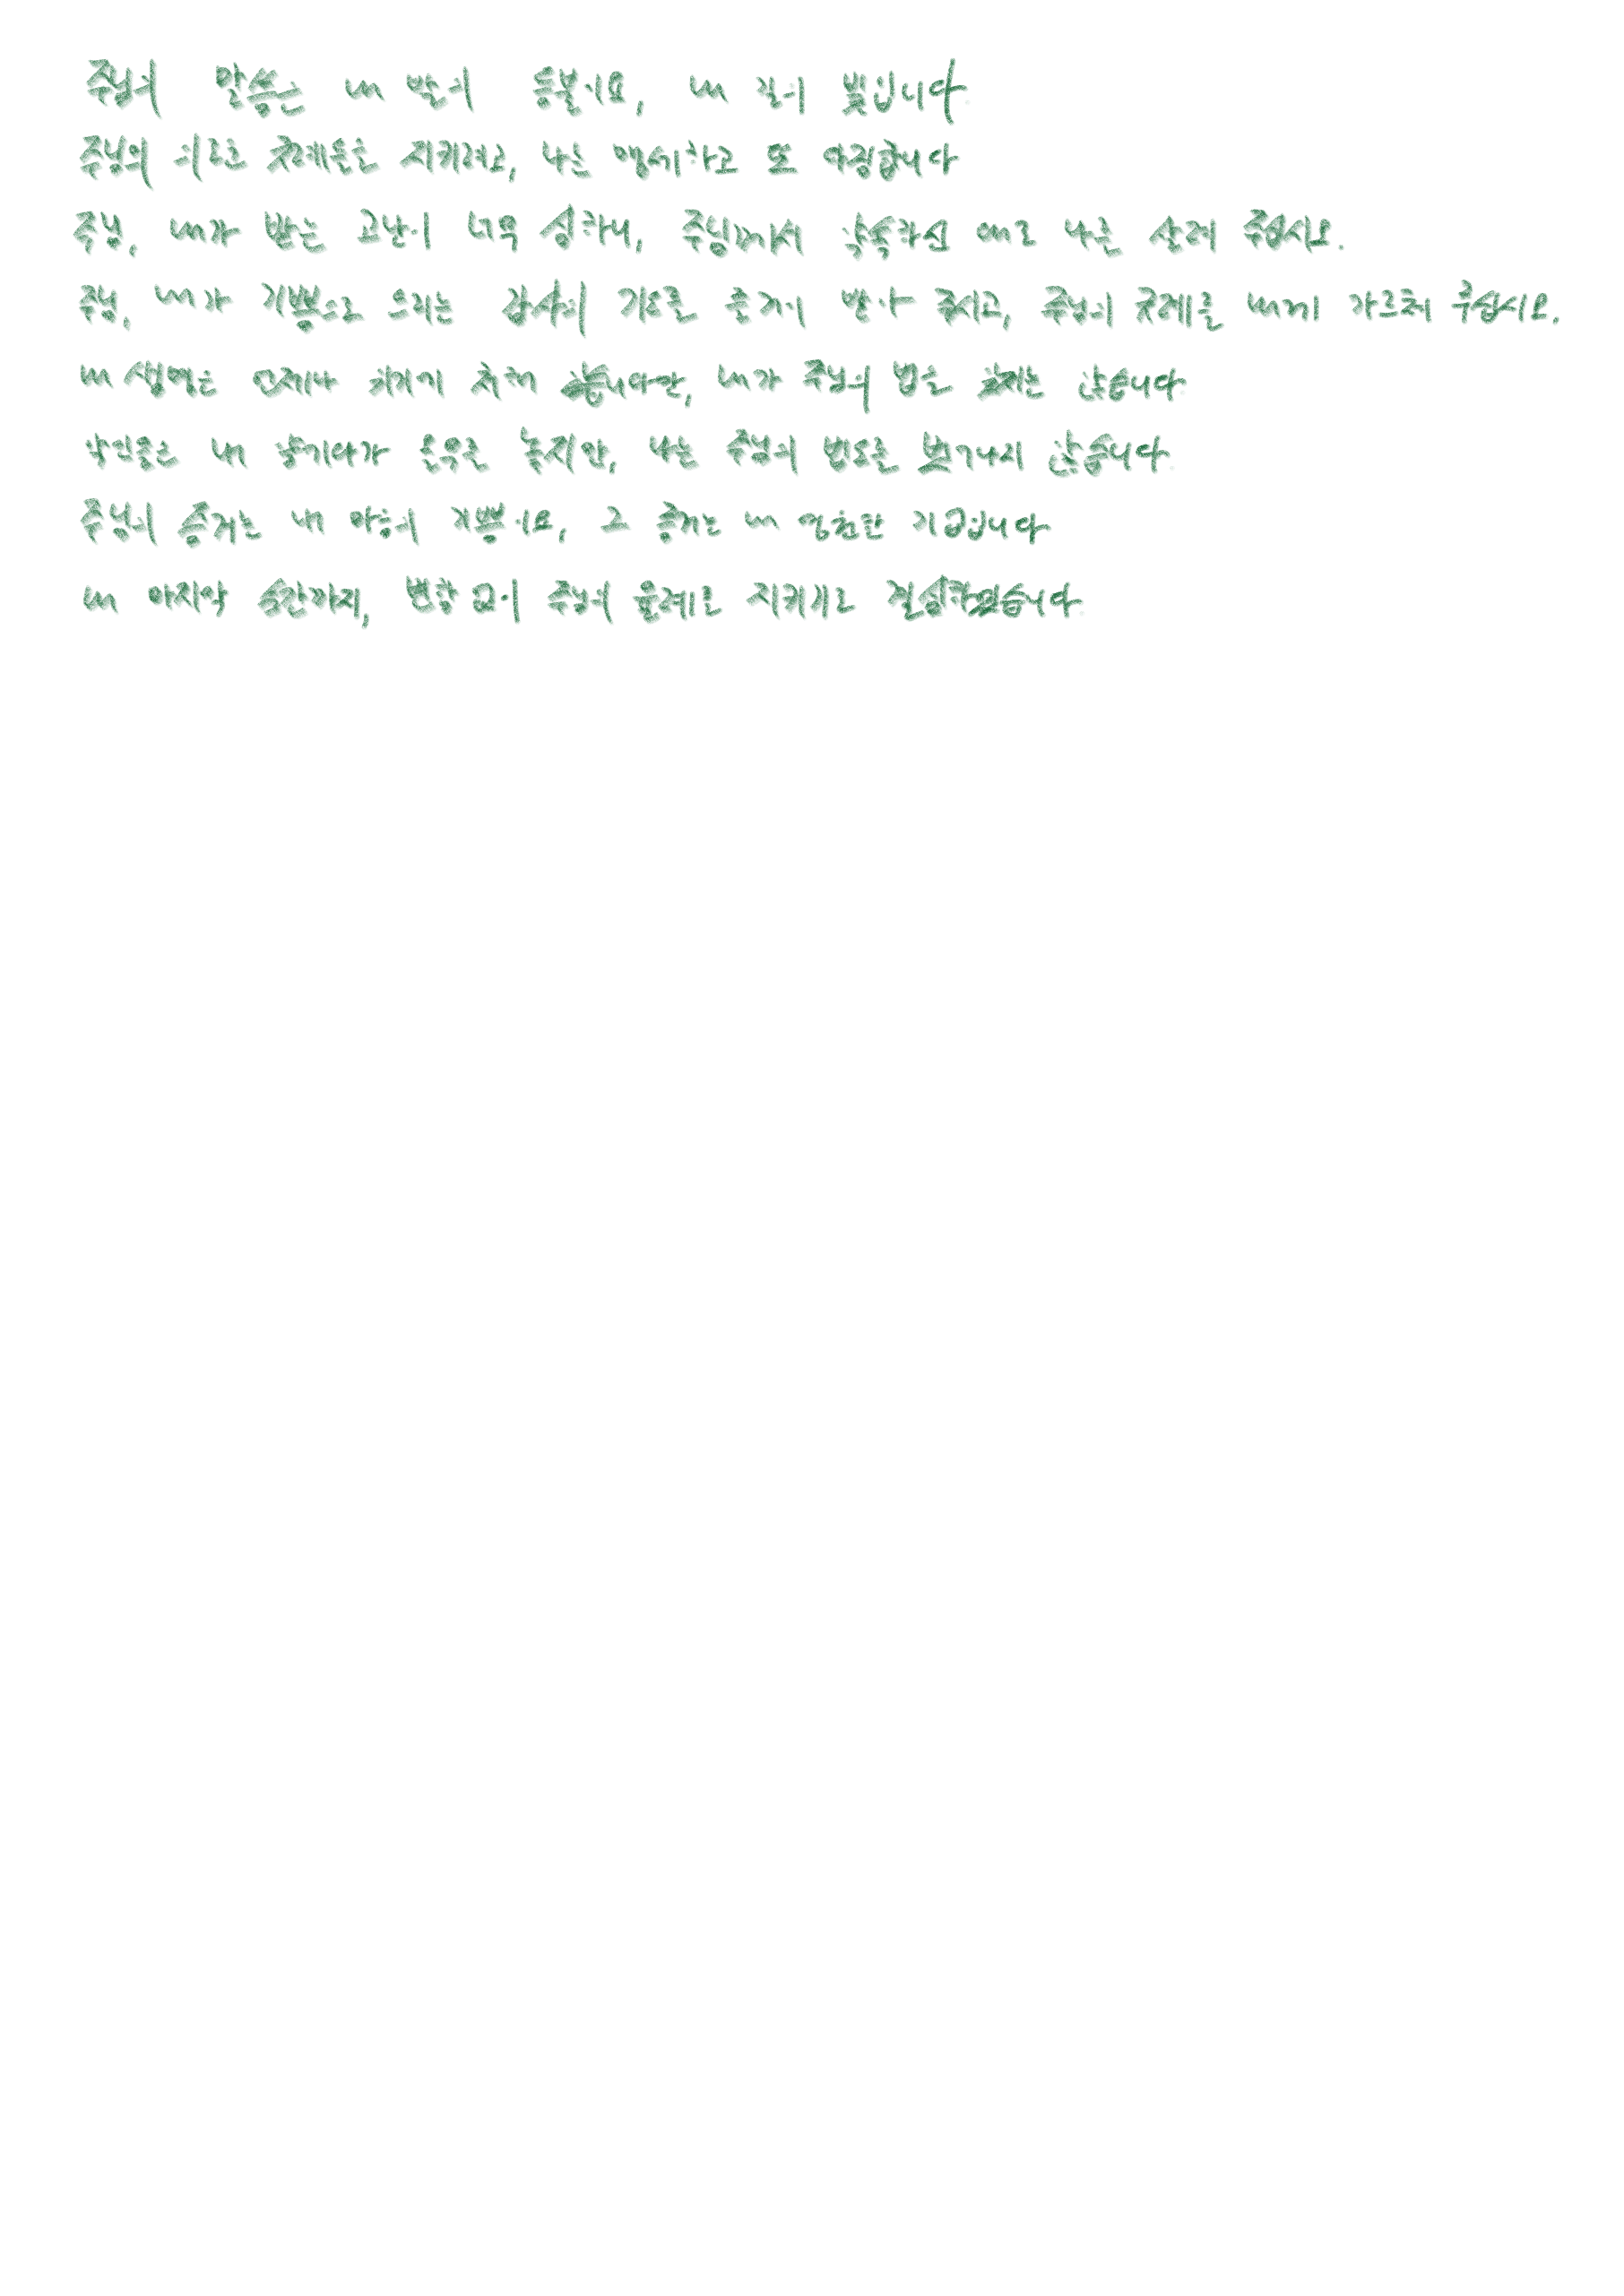 주님의 말씀은 내 발의 등불이요, 내 길의 빛입니다.
주님의 의로운 규례들을 지키려고, 나는 맹세하고 또 다짐합니다
주님, 내가 받는 고난이 너무 심하니, 주님께서 약속하신 대로 나를 살려 주십시오.
주님, 내가 기쁨으로 드리는 감사의 기도를 즐거이 받아 주시고, 주님의 규례를 내게 가르쳐 주십시오.
내 생명은 언제나 위기에 처해 있습니다만, 내가 주님의 법을 잊지는 않습니다.
악인들은 내 앞에다가 올무를 놓지만, 나는 주님의 법도를 벗어나지 않습니다.
주님의 증거는 내 마음의 기쁨이요, 그 증거는 내 영원한 기업입니다.
내 마지막 순간까지, 변함 없이 주님의 율례를 지키기로 결심하였습니다.